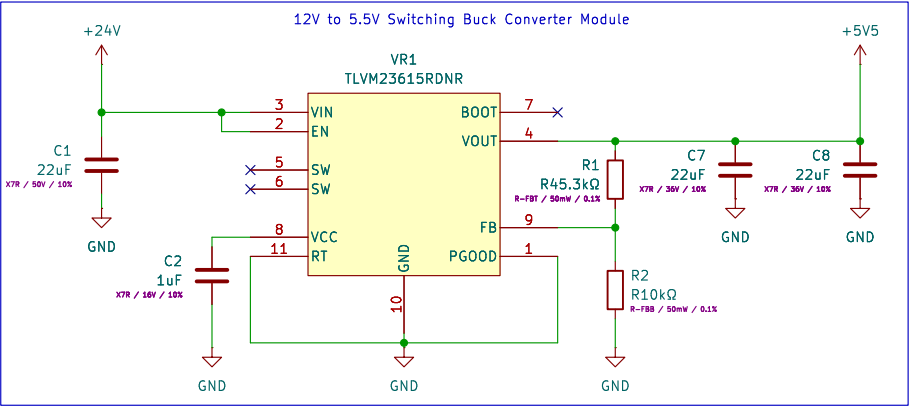 12V to 5.5V Switching Buck Converter Module
+24V
+5V5
VR1
TLVM23615RDNR
3 VIN
2 EN
5 SW
6 SW
8 VCC
11 RT
BOOT 7
VOUT 4
FB 9
PGOOD 1
GND 10
C1
22uF
X7R / 50V / 10%
GND
C2
1uF
X7R / 16V / 10%
GND
GND
R1
R45.3kΩ
R-FBT / 50mW / 0.1%
R2
R10kΩ
R-FBB / 50mW / 0.1%
GND
C7
22uF
X7R / 36V / 10%
GND
C8
22uF
X7R / 36V / 10%
GND